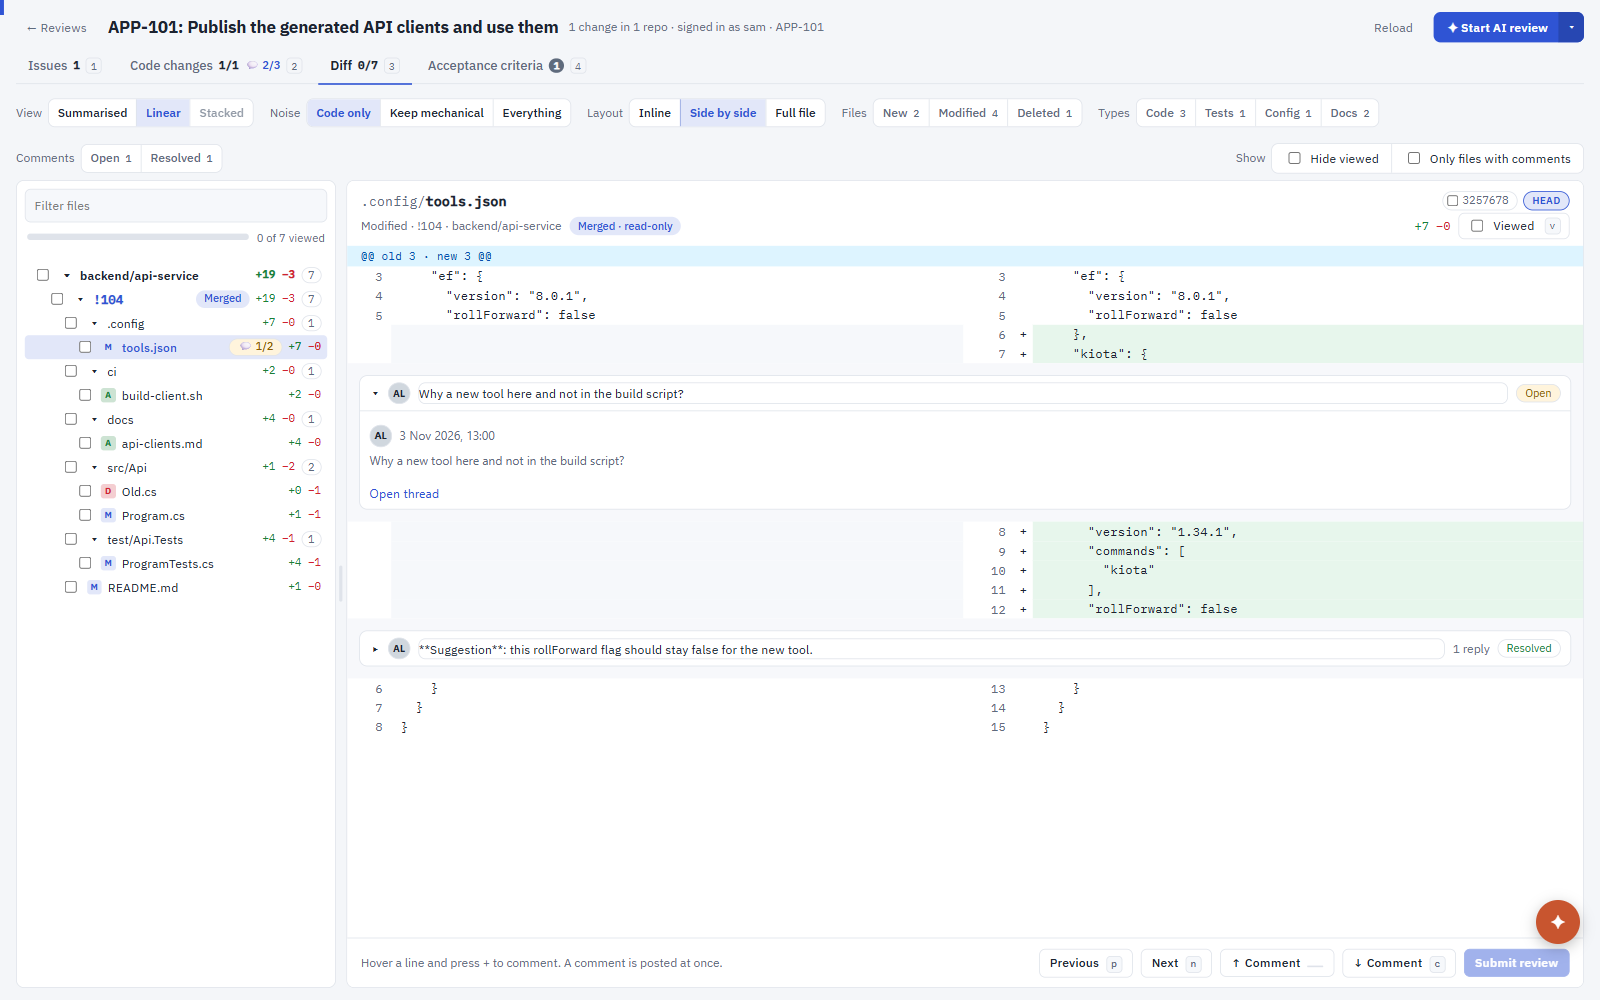 ← Reviews APP-101: Publish the generated API clients and use them 1 change in 1 repo · signed in as sam · APP-101 Reload ✦ Start AI review
Issues 1 1 Code changes 1/1 2/3 2 Diff 0/7 3 Acceptance criteria 1 4
View Summarised Linear Stacked Noise Code only Keep mechanical Everything Layout Inline Side by side Full file Files New 2 Modified 4 Deleted 1 Types Code 3 Tests 1 Config 1 Docs 2
Comments Open 1 Resolved 1 Show Hide viewed Only files with comments
Filter files
0 of 7 viewed
backend/api-service +19 −3 7
!104 Merged +19 −3 7
.config +7 −0 1
M tools.json 1/2 +7 −0
ci +2 −0 1
A build-client.sh +2 −0
docs +4 −0 1
A api-clients.md +4 −0
src/Api +1 −2 2
D Old.cs +0 −1
M Program.cs +1 −1
test/Api.Tests +4 −1 1
M ProgramTests.cs +4 −1
M README.md +1 −0
.config/tools.json 3257678 HEAD
Modified · !104 · backend/api-service Merged · read-only +7 −0 Viewed v
@@ old 3 · new 3 @@
3 "ef": { 3 "ef": {
4 "version": "8.0.1", 4 "version": "8.0.1",
5 "rollForward": false 5 "rollForward": false
6 + },
7 + "kiota": {
AL Why a new tool here and not in the build script? Open
AL 3 Nov 2026, 13:00
Why a new tool here and not in the build script?
Open thread
8 + "version": "1.34.1",
9 + "commands": [
10 + "kiota"
11 + ],
12 + "rollForward": false
AL **Suggestion**: this rollForward flag should stay false for the new tool. 1 reply Resolved
6 } 13 }
7 } 14 }
8 } 15 }
Hover a line and press + to comment. A comment is posted at once. Previous p Next n ↑ Comment ↓ Comment c Submit review